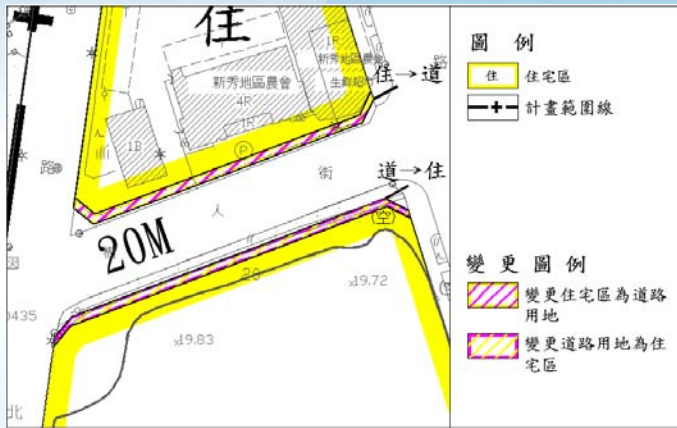 住
1R
新秀地區農會
生鮮超市
新秀地區農會
4R
1R
1B
路
住→道
路
P
街
人
道→住
(空)
20M
20
x19.72
x19.83
0435
北
圖 例
住 住宅區
計畫範圍線
變更圖例
變更住宅區為道路
用地
變更道路用地為住
宅區